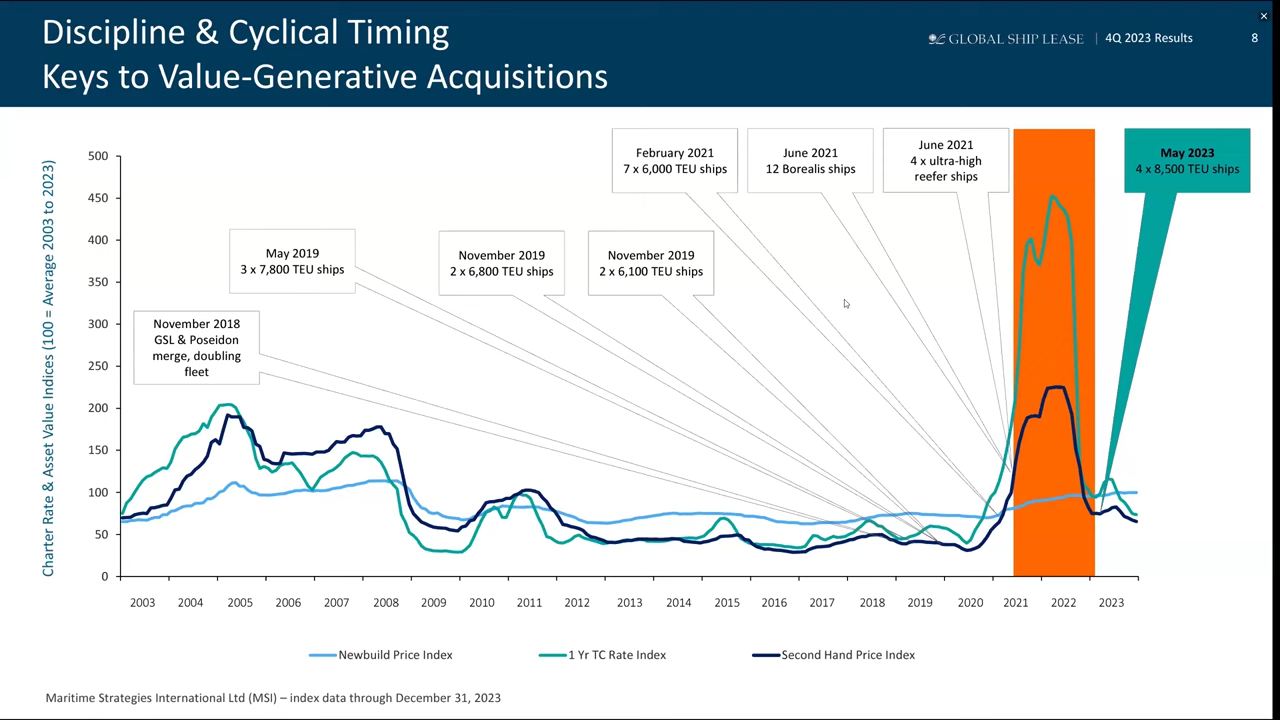 Discipline & Cyclical Timing
Keys to Value-Generative Acquisitions
GLOBAL SHIP LEASE | 4Q 2023 Results 8
Charter Rate & Asset Value Indices (100 = Average 2003 to 2023)
500
450
400
350
300
250
200
150
100
50
0
November 2018
GSL & Poseidon
merge, doubling
fleet
May 2019
3 x 7,800 TEU ships
November 2019
2 x 6,800 TEU ships
November 2019
2 x 6,100 TEU ships
February 2021
7 x 6,000 TEU ships
June 2021
12 Borealis ships
June 2021
4 x ultra-high
reefer ships
May 2023
4 x 8,500 TEU ships
2003 2004 2005 2006 2007 2008 2009 2010 2011 2012 2013 2014 2015 2016 2017 2018 2019 2020 2021 2022 2023
Newbuild Price Index 1 Yr TC Rate Index Second Hand Price Index
Maritime Strategies International Ltd (MSI) – index data through December 31, 2023